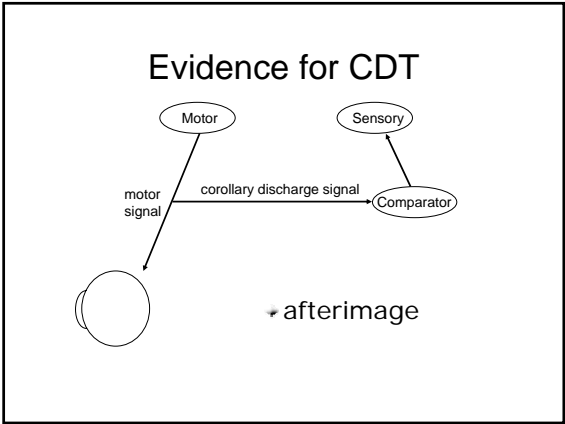 Evidence for CDT
Motor
Sensory
motor
signal
corollary discharge signal
Comparator
afterimage